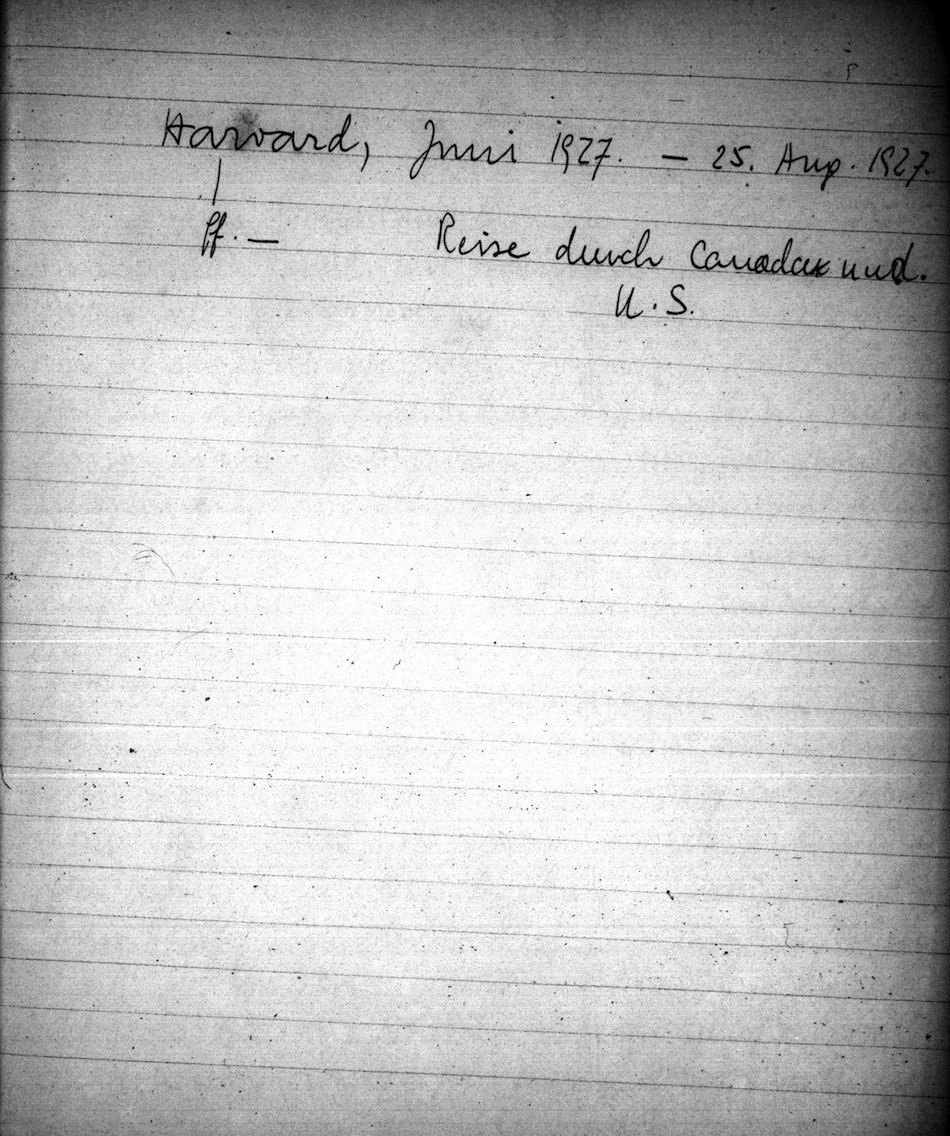 Harvard, Juni 1927. — 25. Aug. 1927.
ff. — Reise durch Canada und.
U.S.